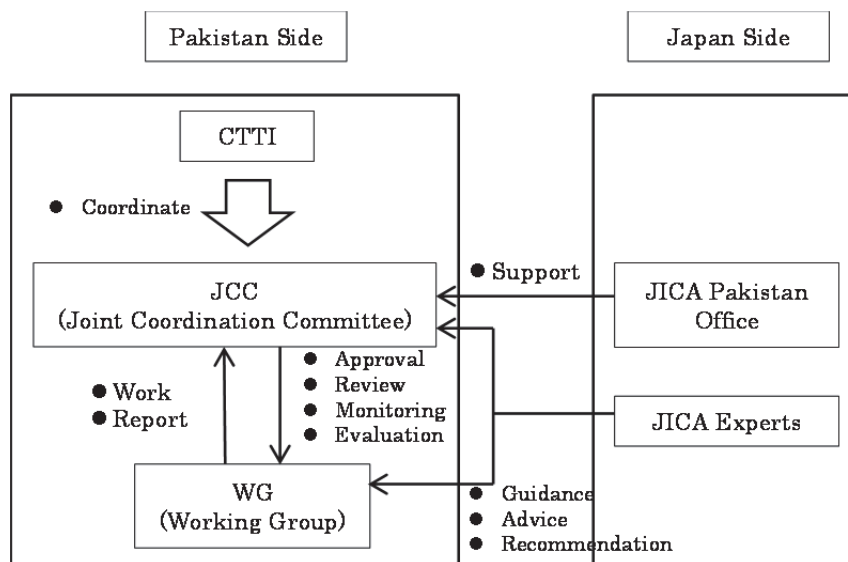 Pakistan Side
Japan Side
CTTI
● Coordinate
JCC
(Joint Coordination Committee)
● Support
JICA Pakistan
Office
● Approval
● Review
● Monitoring
● Evaluation
● Work
● Report
JICA Experts
WG
(Working Group)
● Guidance
● Advice
● Recommendation